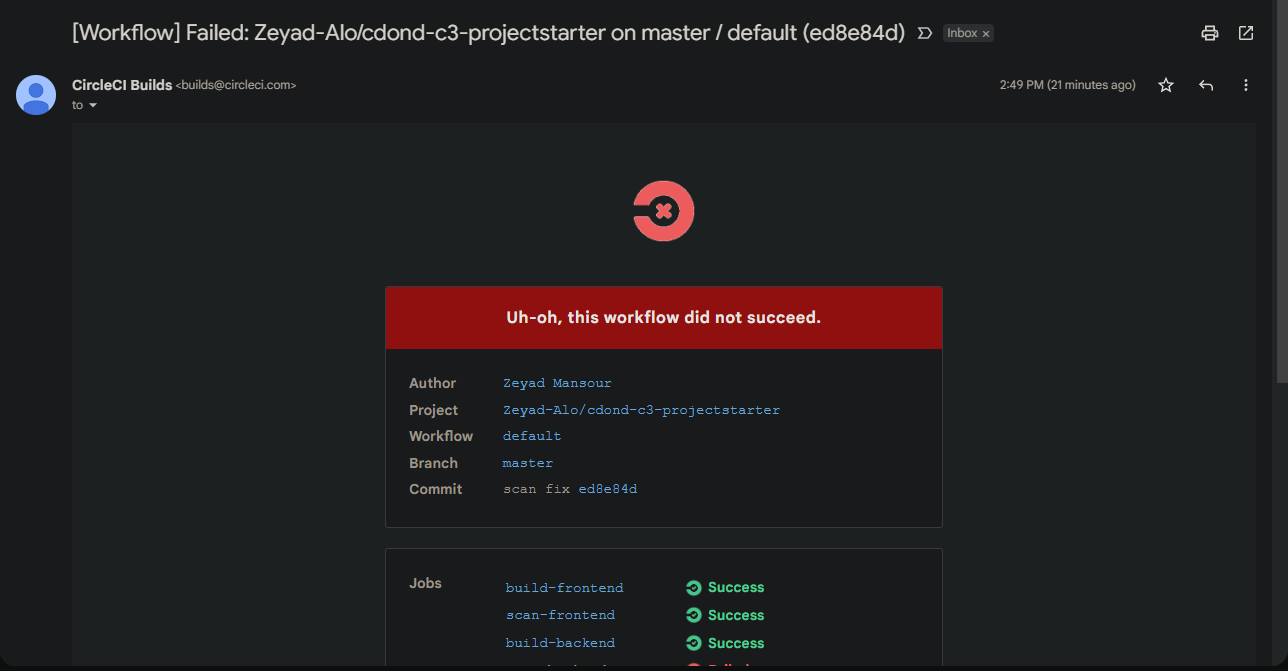 [Workflow] Failed: Zeyad-Alo/cdond-c3-projectstarter on master / default (ed8e84d) Inbox ×
CircleCI Builds <builds@circleci.com> 2:49 PM (21 minutes ago)
to
Uh-oh, this workflow did not succeed.
Author Zeyad Mansour
Project Zeyad-Alo/cdond-c3-projectstarter
Workflow default
Branch master
Commit scan fix ed8e84d
Jobs build-frontend Success
scan-frontend Success
build-backend Success